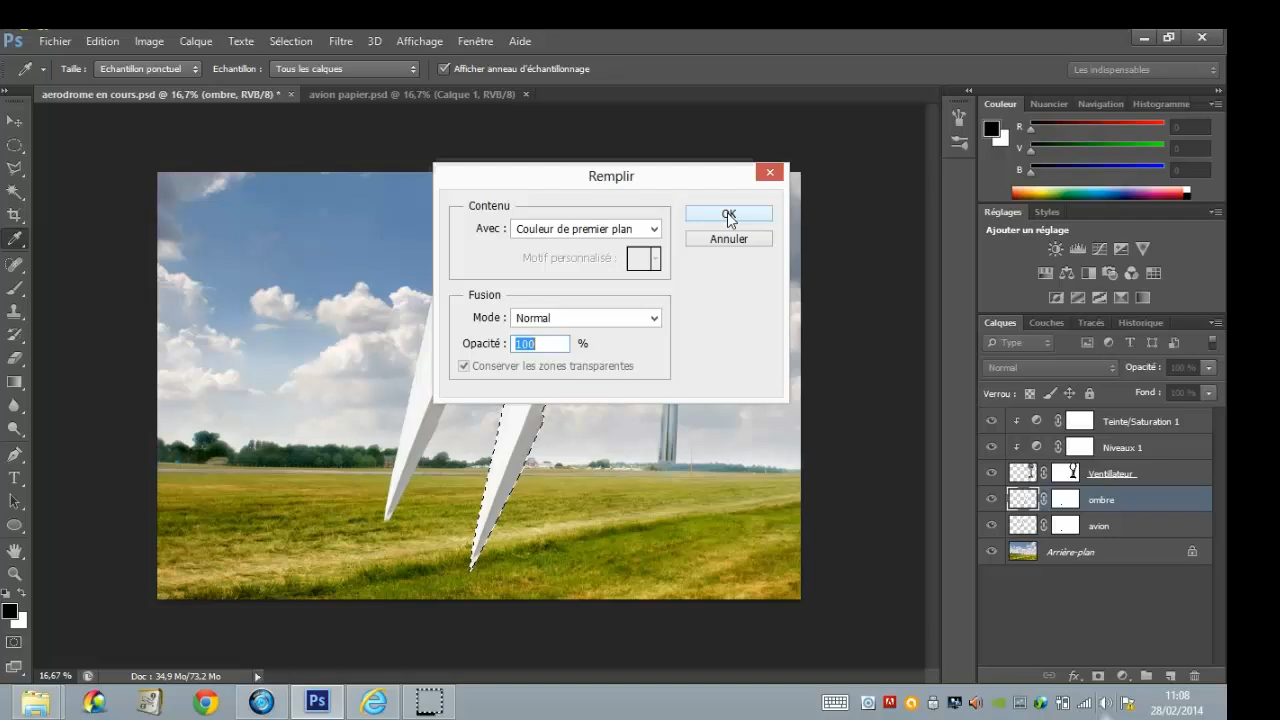 Ps Fichier Edition Image Calque Texte Sélection Filtre 3D Affichage Fenêtre Aide
Taille : Echantillon ponctuel Echantillon : Tous les calques Afficher anneau d'échantillonnage Les indispensables
aerodrome en cours.psd @ 16,7% (ombre, RVB/8) * × avion papier.psd @ 16,7% (Calque 1, RVB/8) ×
Couleur Nuancier Navigation Histogramme
R 0
V 0
B 0
Remplir
Contenu
Avec : Couleur de premier plan
Motif personnalisé :
OK
Annuler
Fusion
Mode : Normal
Opacité : 100 %
Conserver les zones transparentes
Réglages Styles
Ajouter un réglage
Calques Couches Tracés Historique
Type
Normal Opacité : 100 %
Verrou : Fond : 100 %
Teinte/Saturation 1
Niveaux 1
Ventillateur
ombre
avion
Arrière-plan
fx
16,67 % Doc : 34,9 Mo/73,2 Mo
Ps
11:08
28/02/2014